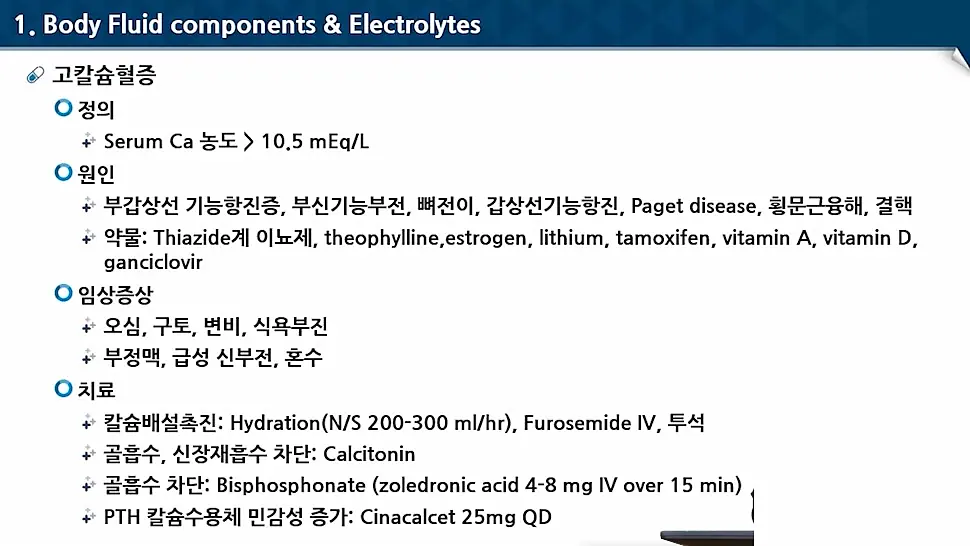 1. Body Fluid components & Electrolytes
고칼슘혈증
정의
Serum Ca 농도 > 10.5 mEq/L
원인
부갑상선 기능항진증, 부신기능부전, 뼈전이, 갑상선기능항진, Paget disease, 횡문근융해, 결핵
약물: Thiazide계 이뇨제, theophylline,estrogen, lithium, tamoxifen, vitamin A, vitamin D,
ganciclovir
임상증상
오심, 구토, 변비, 식욕부진
부정맥, 급성 신부전, 혼수
치료
칼슘배설촉진: Hydration(N/S 200-300 ml/hr), Furosemide IV, 투석
골흡수, 신장재흡수 차단: Calcitonin
골흡수 차단: Bisphosphonate (zoledronic acid 4-8 mg IV over 15 min)
PTH 칼슘수용체 민감성 증가: Cinacalcet 25mg QD